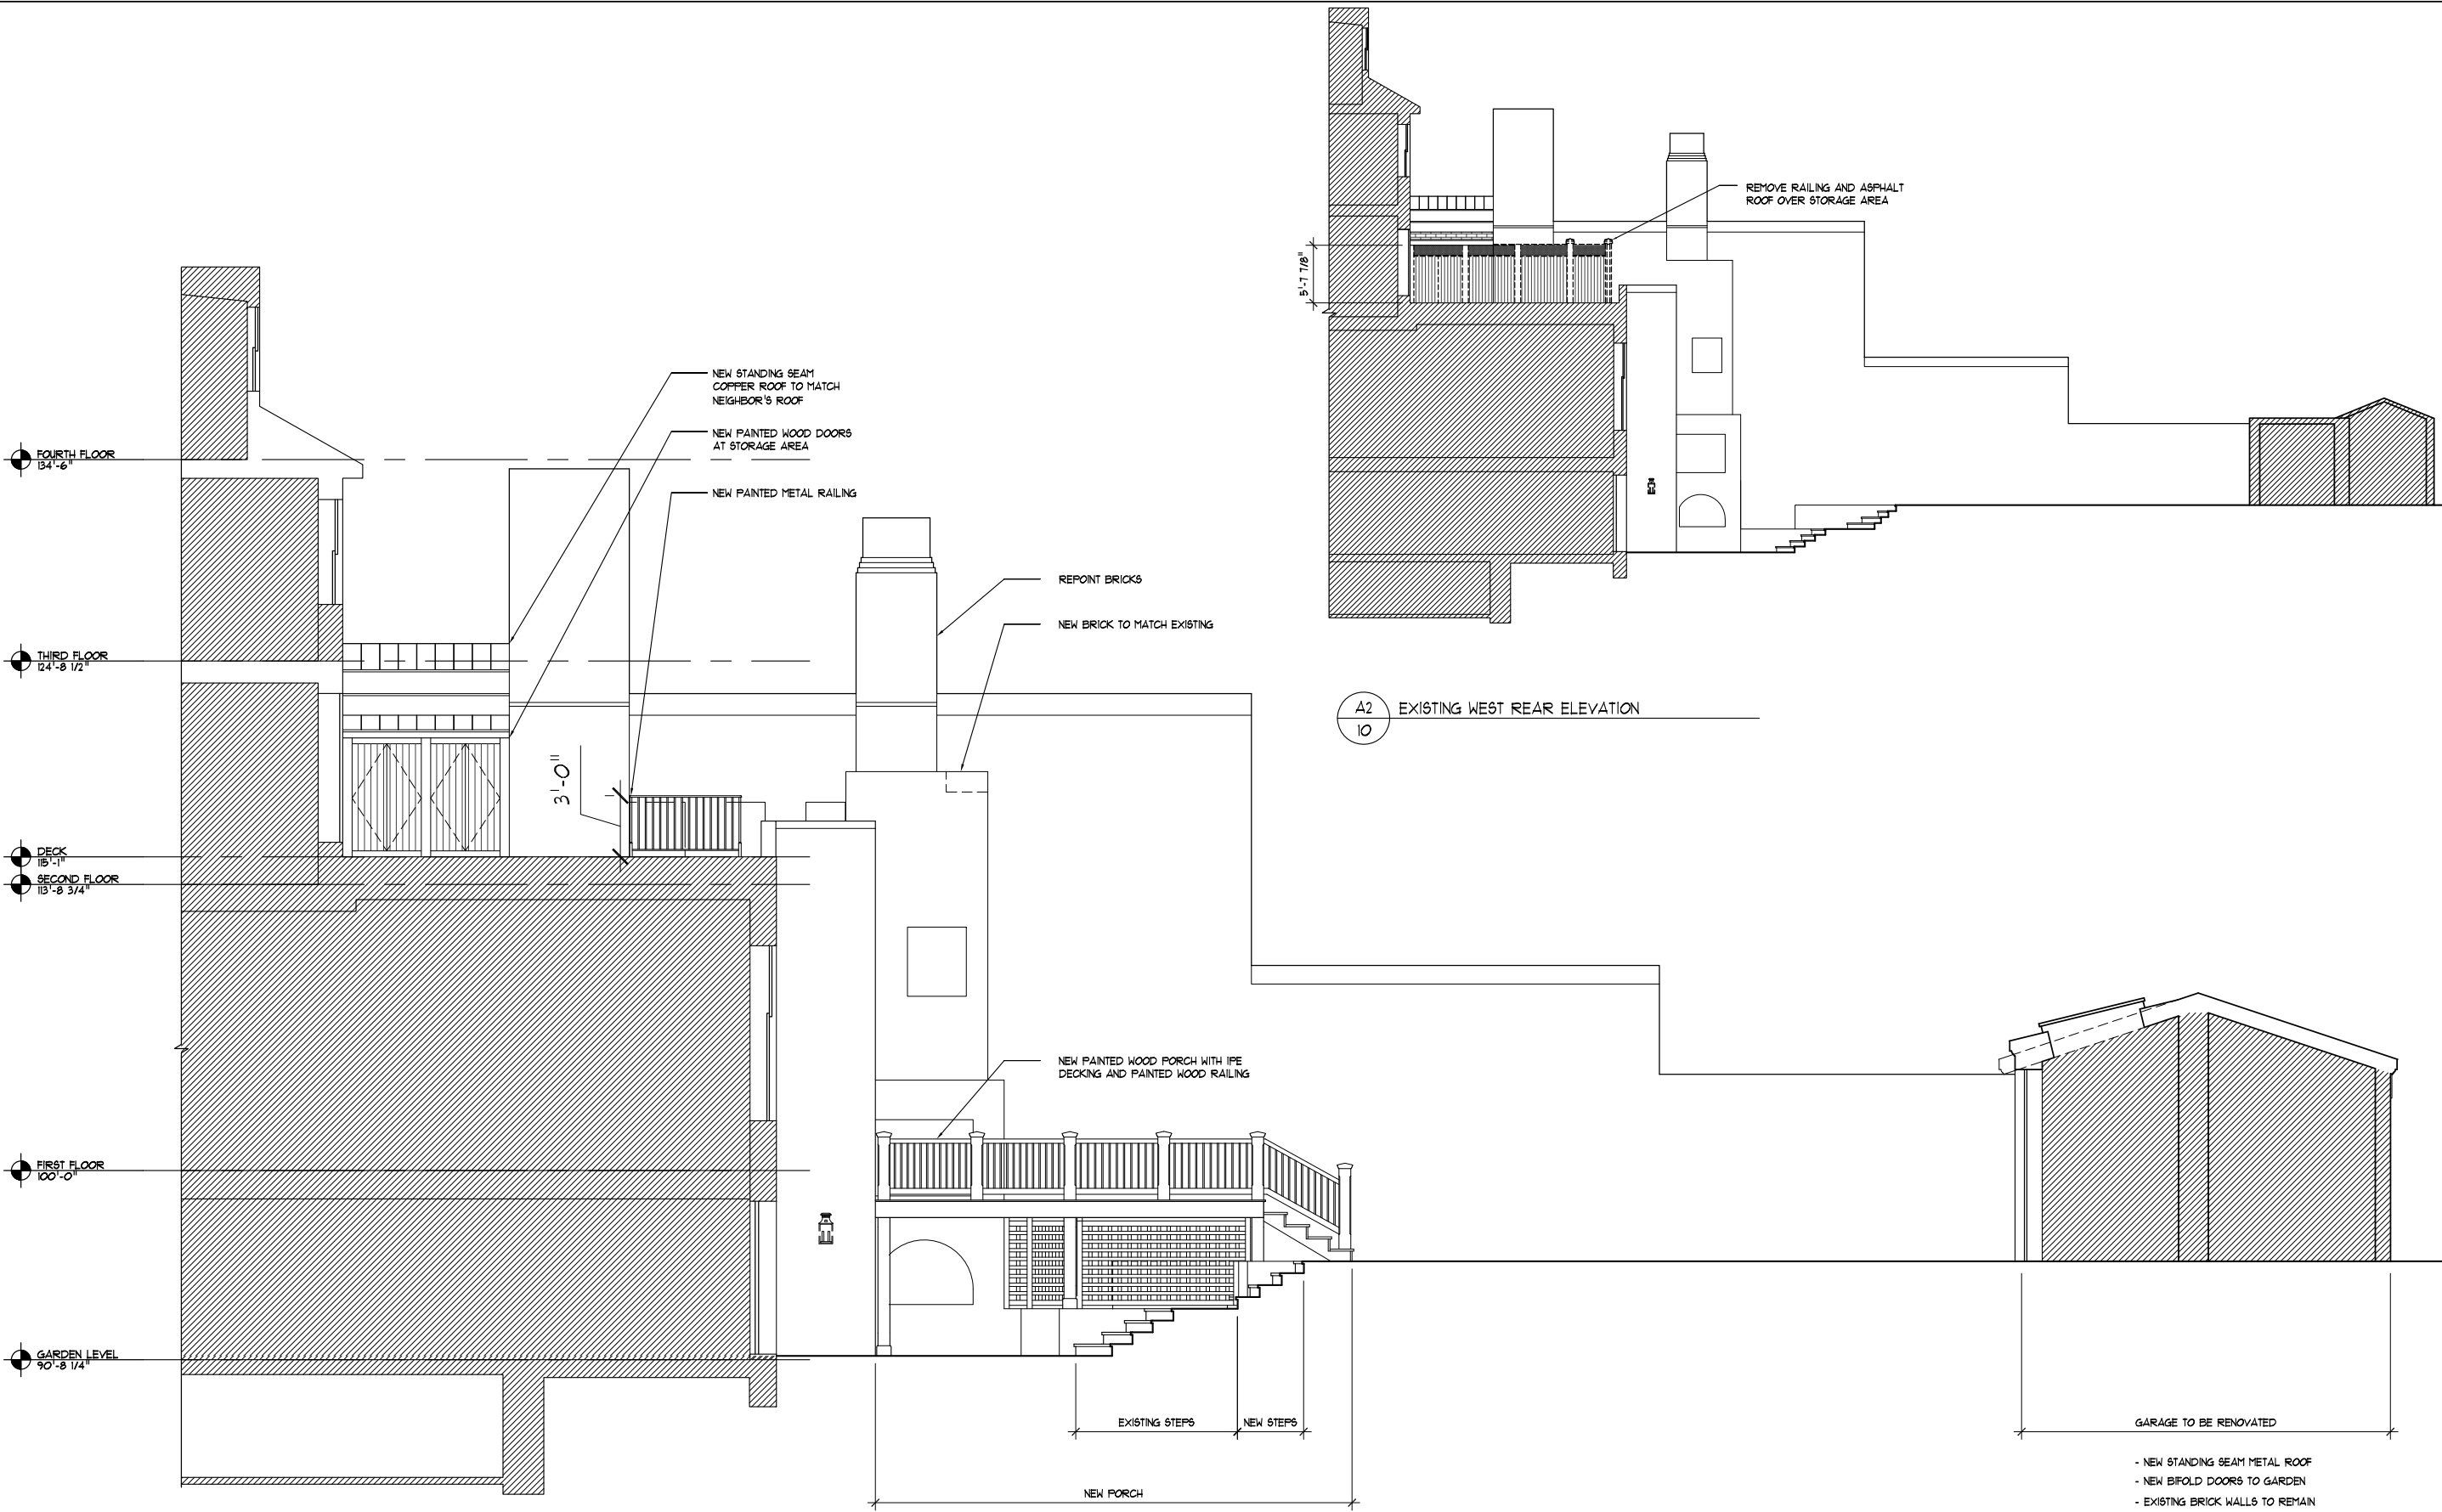 REMOVE RAILING AND ASPHALT
ROOF OVER STORAGE AREA
5'-7 7/8"
NEW STANDING SEAM
COPPER ROOF TO MATCH
NEIGHBOR'S ROOF
NEW PAINTED WOOD DOORS
AT STORAGE AREA
NEW PAINTED METAL RAILING
FOURTH FLOOR
134'-6"
REPOINT BRICKS
NEW BRICK TO MATCH EXISTING
THIRD FLOOR
124'-8 1/2"
A2
10
EXISTING WEST REAR ELEVATION
3'-0"
DECK
115'-1"
SECOND FLOOR
113'-8 3/4"
NEW PAINTED WOOD PORCH WITH IPE
DECKING AND PAINTED WOOD RAILING
FIRST FLOOR
100'-0"
GARDEN LEVEL
90'-8 1/4"
EXISTING STEPS
NEW STEPS
NEW PORCH
GARAGE TO BE RENOVATED
- NEW STANDING SEAM METAL ROOF
- NEW BIFOLD DOORS TO GARDEN
- EXISTING BRICK WALLS TO REMAIN